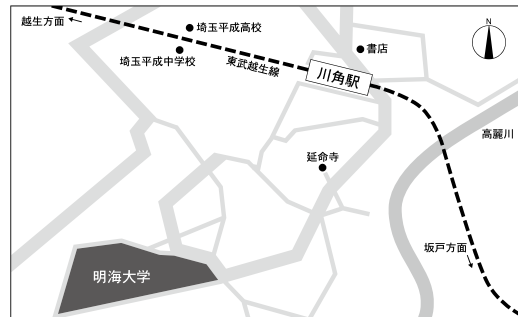 越生方面
埼玉平成高校
埼玉平成中学校
東武越生線
川角駅
書店
N
高麗川
延命寺
坂戸方面
明海大学